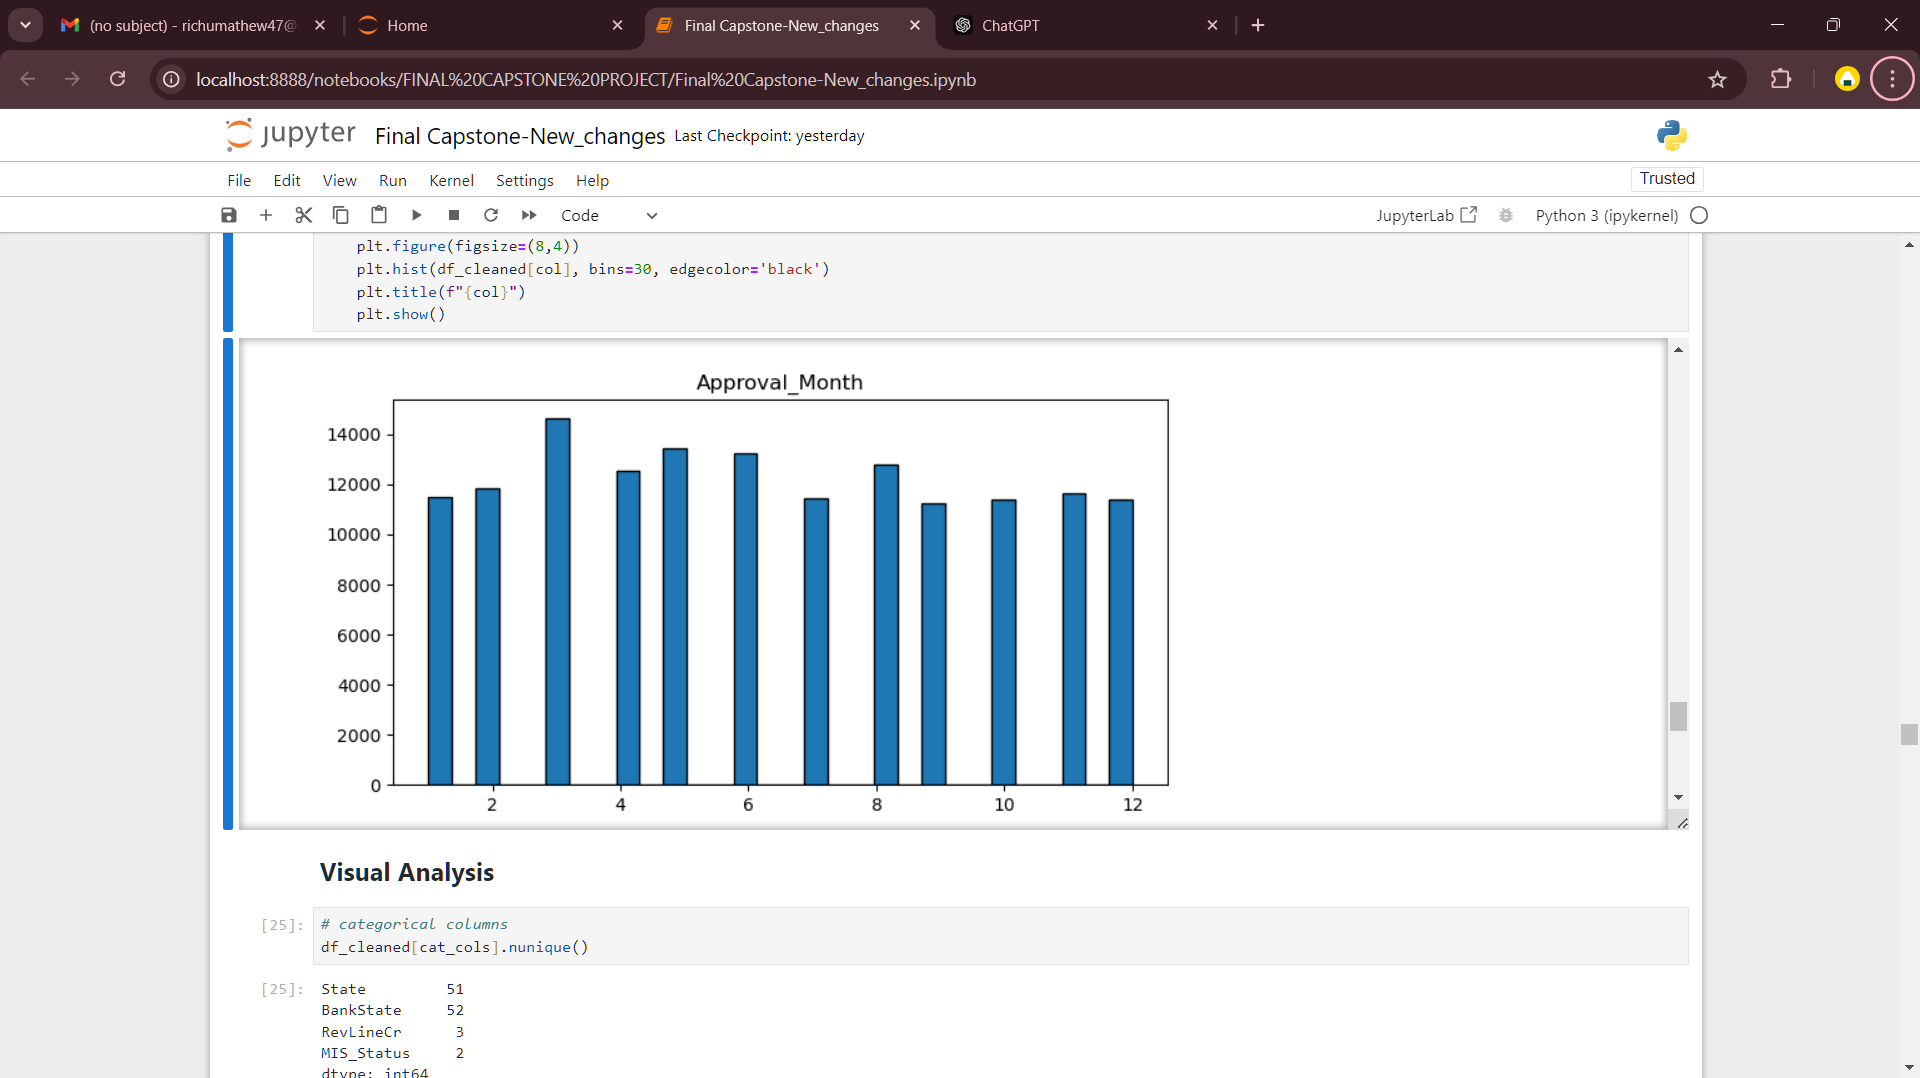 (no subject) - richumathew47@
Home
Final Capstone-New_changes
ChatGPT
localhost:8888/notebooks/FINAL%20CAPSTONE%20PROJECT/Final%20Capstone-New_changes.ipynb
jupyter Final Capstone-New_changes Last Checkpoint: yesterday
File Edit View Run Kernel Settings Help
Trusted
Code
JupyterLab
Python 3 (ipykernel)
plt.figure(figsize=(8,4))
plt.hist(df_cleaned[col], bins=30, edgecolor='black')
plt.title(f"{col}")
plt.show()
Approval_Month
14000
12000
10000
8000
6000
4000
2000
0
2 4 6 8 10 12
Visual Analysis
[25]: # categorical columns
df_cleaned[cat_cols].nunique()
[25]: State 51
BankState 52
RevLineCr 3
MIS_Status 2
dtype: int64